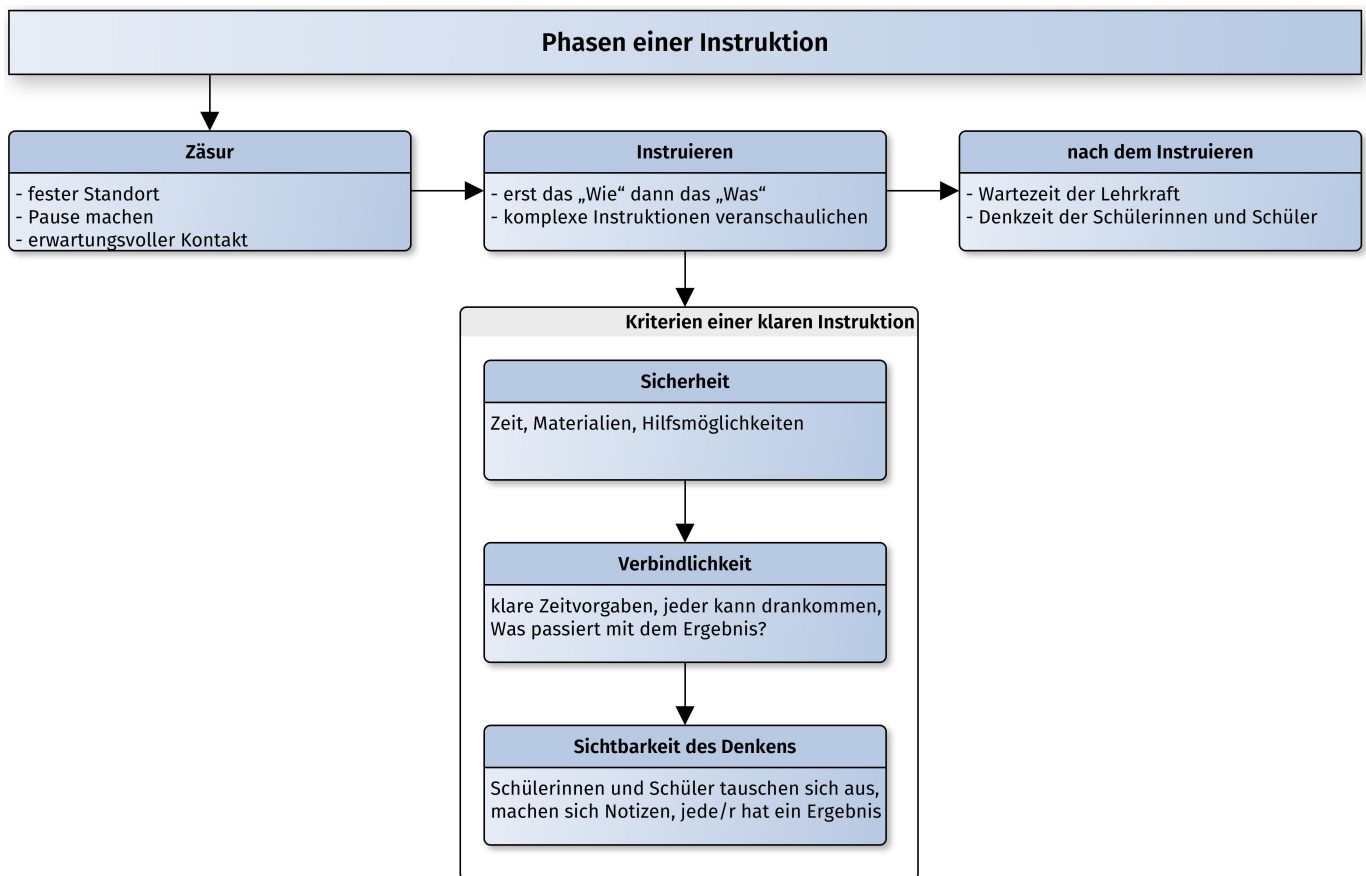 Phasen einer Instruktion
Zäsur
- fester Standort
- Pause machen
- erwartungsvoller Kontakt
Instruieren
- erst das „Wie“ dann das „Was“
- komplexe Instruktionen veranschaulichen
nach dem Instruieren
- Wartezeit der Lehrkraft
- Denkzeit der Schülerinnen und Schüler
Kriterien einer klaren Instruktion
Sicherheit
Zeit, Materialien, Hilfsmöglichkeiten
Verbindlichkeit
klare Zeitvorgaben, jeder kann drankommen,
Was passiert mit dem Ergebnis?
Sichtbarkeit des Denkens
Schülerinnen und Schüler tauschen sich aus,
machen sich Notizen, jede/r hat ein Ergebnis